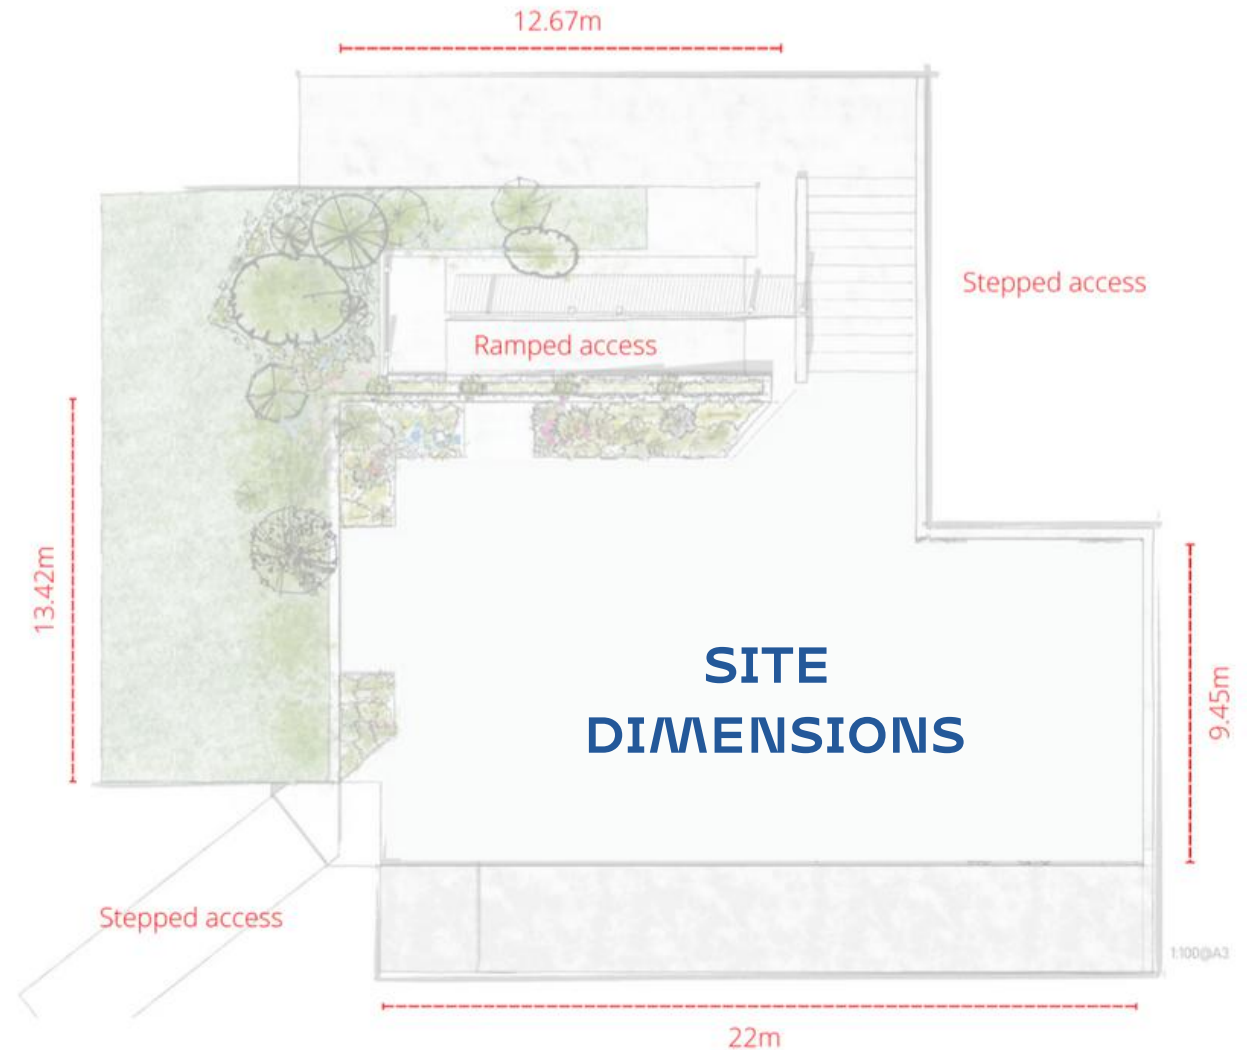 12.67m
Stepped access
Ramped access
13.42m
SITE
DIMENSIONS
9.45m
Stepped access
1:100@A3
22m